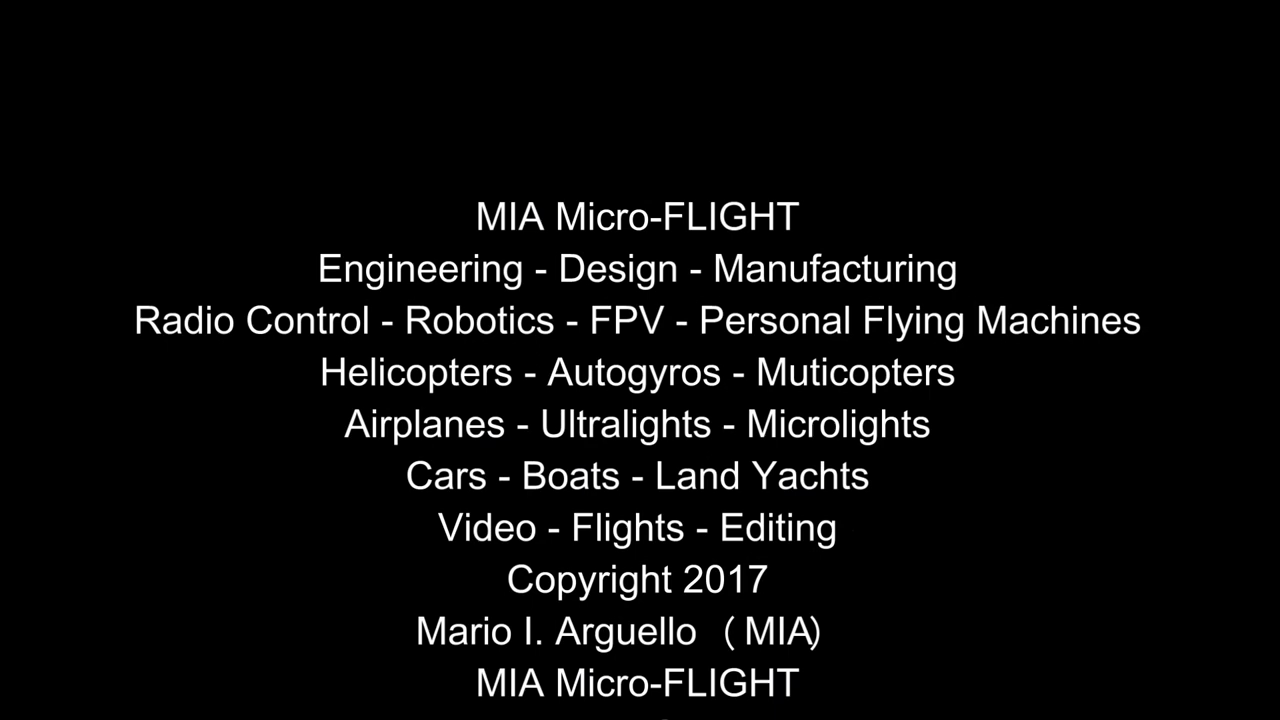 MIA Micro-FLIGHT
Engineering - Design - Manufacturing
Radio Control - Robotics - FPV - Personal Flying Machines
Helicopters - Autogyros - Muticopters
Airplanes - Ultralights - Microlights
Cars - Boats - Land Yachts
Video - Flights - Editing
Copyright 2017
Mario I. Arguello ( MIA)
MIA Micro-FLIGHT